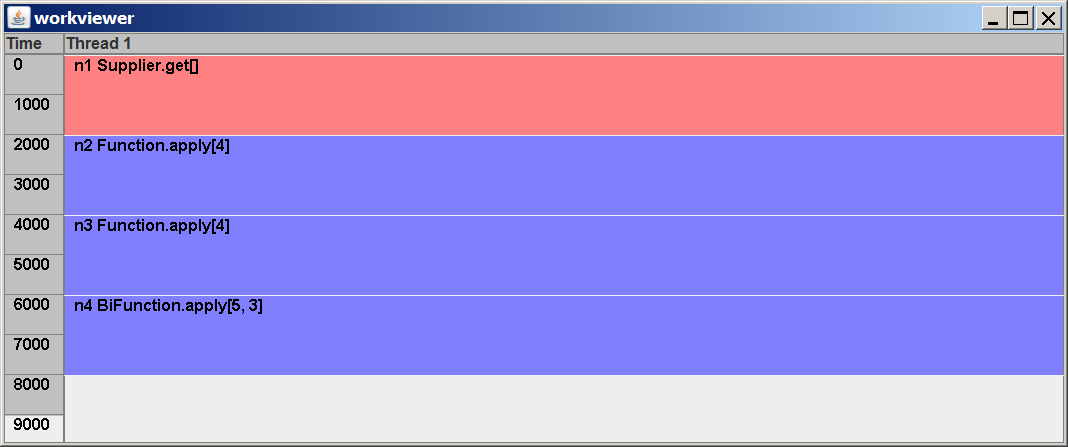 workviewer
Time Thread 1
0 n1 Supplier.get[]
1000
2000 n2 Function.apply[4]
3000
4000 n3 Function.apply[4]
5000
6000 n4 BiFunction.apply[5, 3]
7000
8000
9000